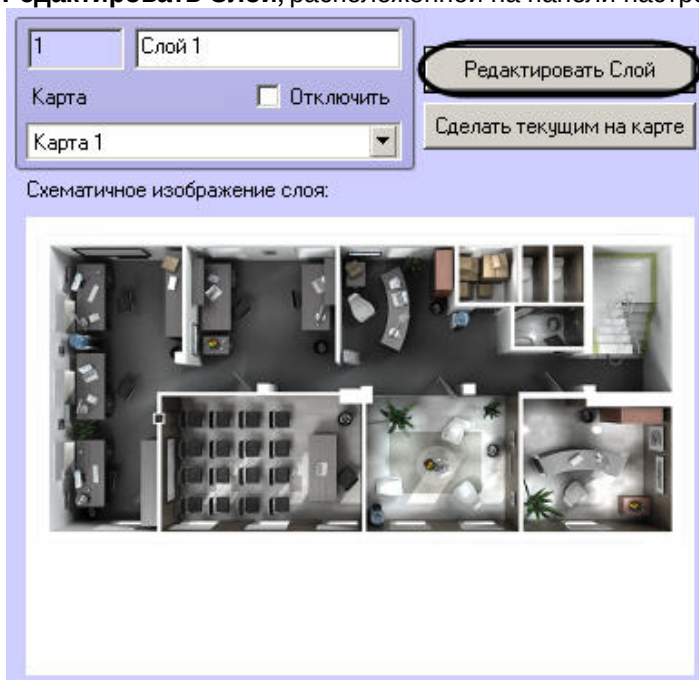 Редактировать Слой, расположенной на панели настро
1
Слой 1
Редактировать Слой
Карта
Отключить
Сделать текущим на карте
Карта 1
Схематичное изображение слоя: